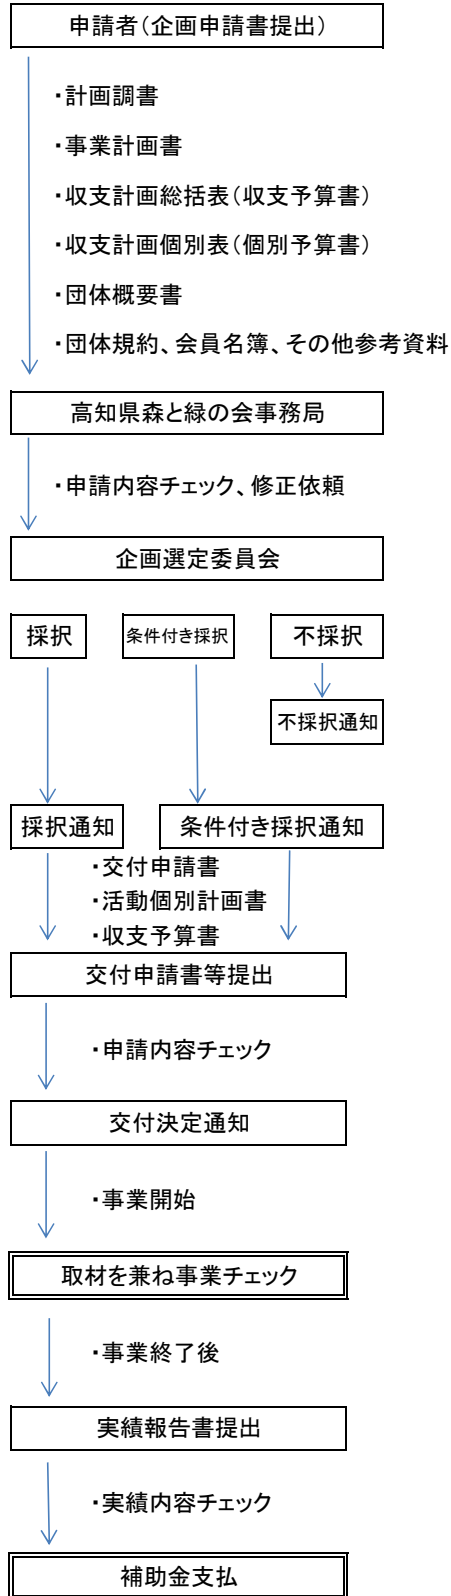 申請者（企画申請書提出）
・計画調書
・事業計画書
・収支計画総括表（収支予算書）
・収支計画個別表（個別予算書）
・団体概要書
・団体規約、会員名簿、その他参考資料
高知県森と緑の会事務局
・申請内容チェック、修正依頼
企画選定委員会
採択
条件付き採択
不採択
不採択通知
採択通知
条件付き採択通知
・交付申請書
・活動個別計画書
・収支予算書
交付申請書等提出
・申請内容チェック
交付決定通知
・事業開始
取材を兼ね事業チェック
・事業終了後
実績報告書提出
・実績内容チェック
補助金支払